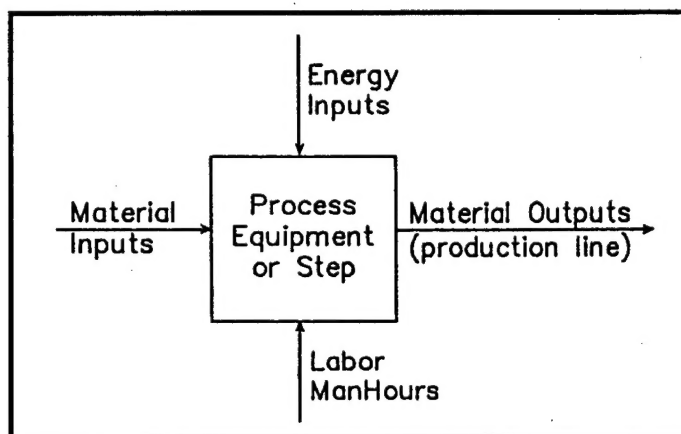 Energy
Inputs
Material
Inputs
Process
Equipment
or Step
Material Outputs
(production line)
Labor
ManHours